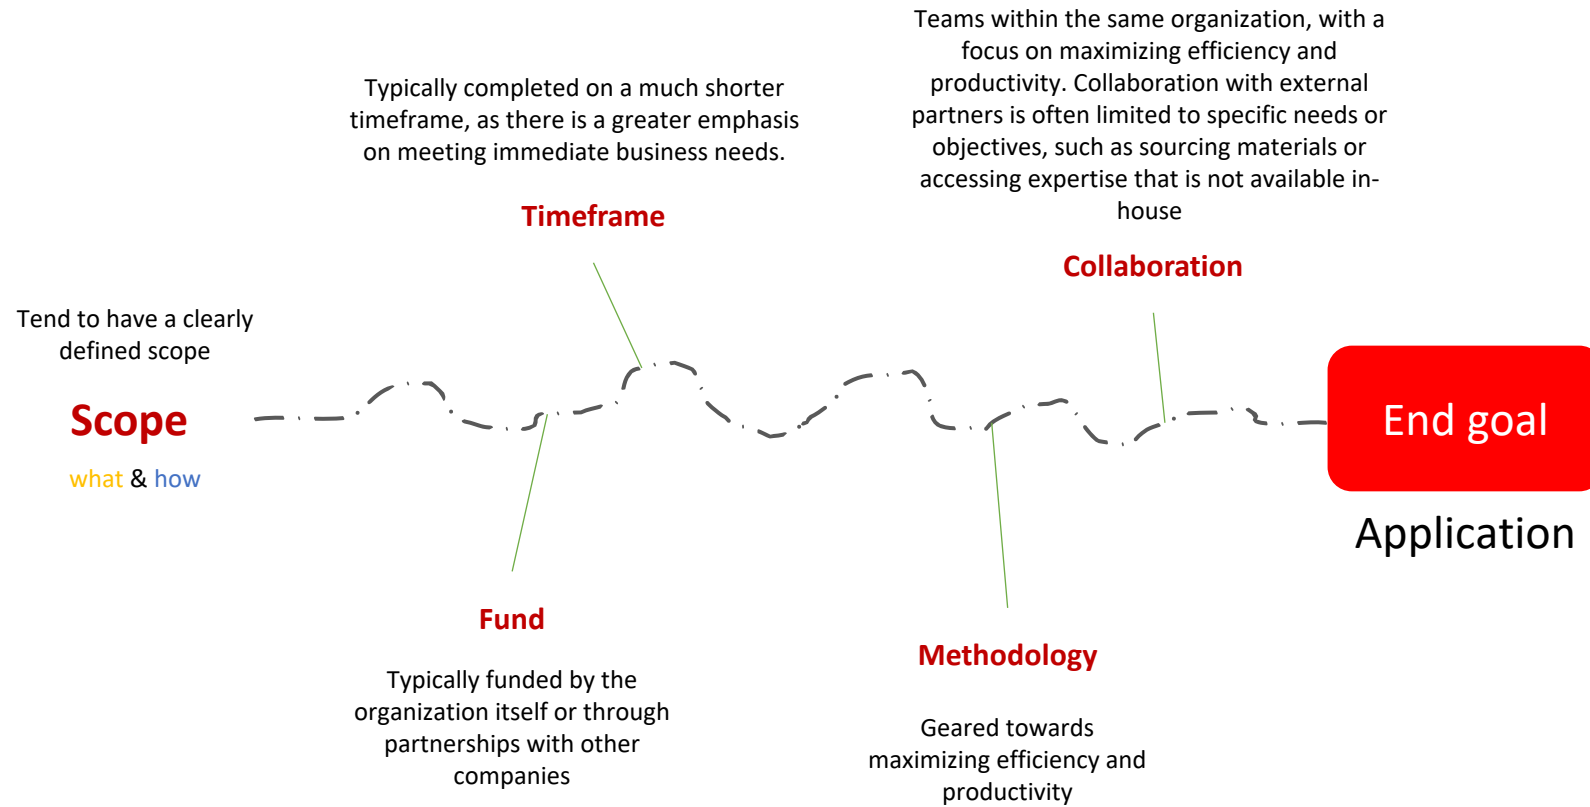 Teams within the same organization, with a
focus on maximizing efficiency and
productivity. Collaboration with external
partners is often limited to specific needs or
objectives, such as sourcing materials or
accessing expertise that is not available in-
house
Collaboration
Typically completed on a much shorter
timeframe, as there is a greater emphasis
on meeting immediate business needs.
Timeframe
Tend to have a clearly
defined scope
Scope
what & how
End goal
Application
Fund
Typically funded by the
organization itself or through
partnerships with other
companies
Methodology
Geared towards
maximizing efficiency and
productivity